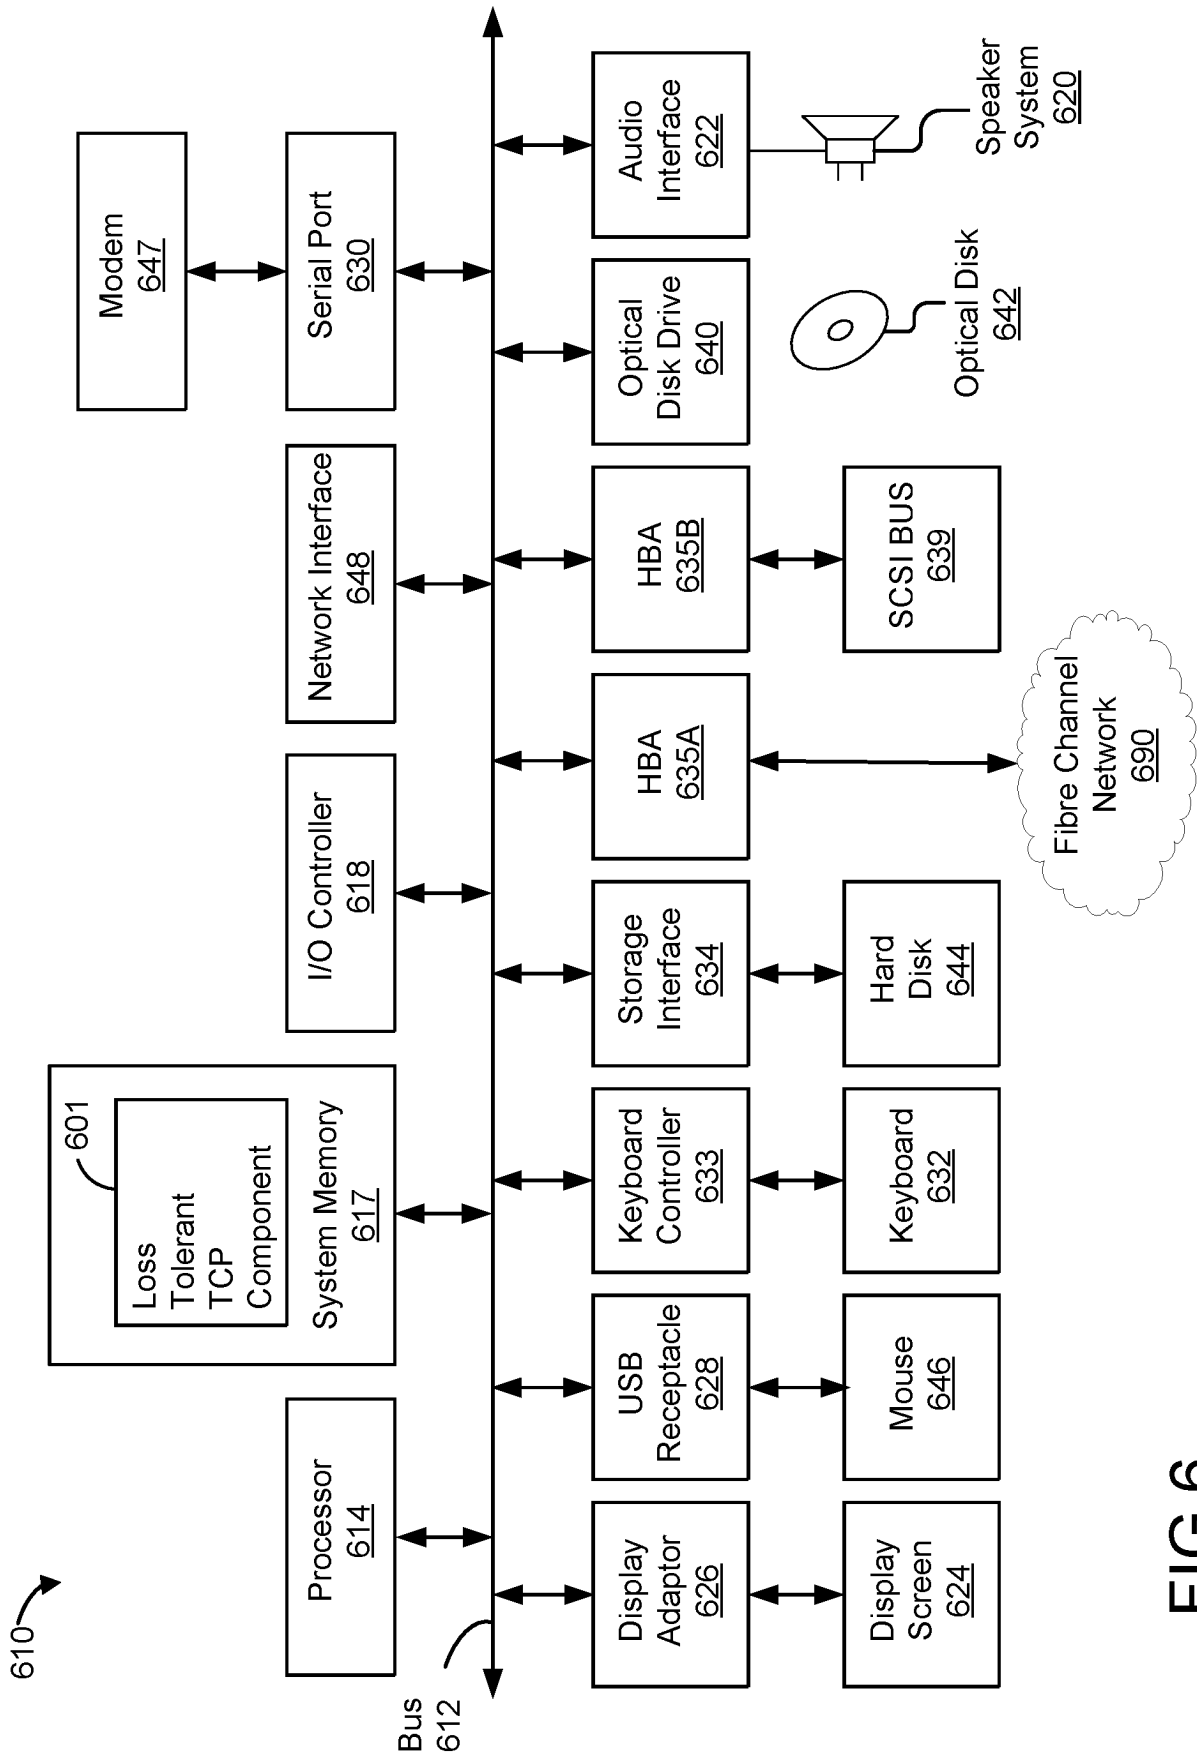 610
Processor
614
601
Loss
Tolerant
TCP
Component
System Memory
617
I/O Controller
618
Network Interface
648
Modem
647
Serial Port
630
Bus
612
Display
Adaptor
626
USB
Receptacle
628
Keyboard
Controller
633
Storage
Interface
634
HBA
635A
HBA
635B
Optical
Disk Drive
640
Audio
Interface
622
Display
Screen
624
Mouse
646
Keyboard
632
Hard
Disk
644
Fibre Channel
Network
690
SCSI BUS
639
Optical Disk
642
Speaker
System
620
FIG 6